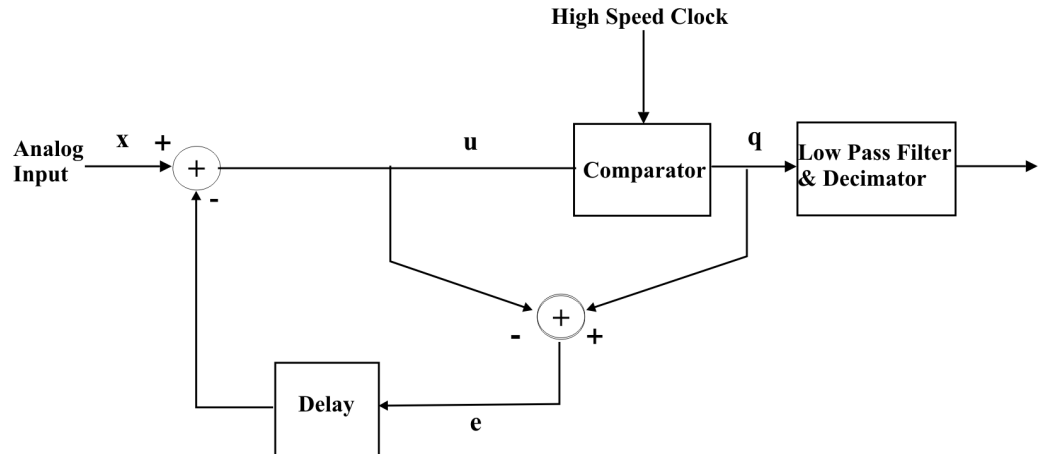 High Speed Clock
x
+
u
q
Analog
Input
+
-
Comparator
Low Pass Filter
& Decimator
-
+
+
Delay
e